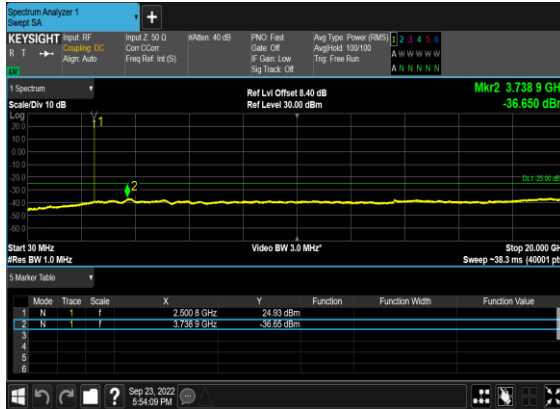 Spectrum Analyzer 1
Swept SA
+
KEYSIGHT Input: RF Input Z: 50 Ω #Atten: 40 dB PNO: Fast Avg Type: Power (RMS) 1 2 3 4 5 6
R T Coupling: DC Corr CCorr Gate: Off Avg|Hold: 100/100 A W W W W W
Align: Auto Freq Ref: Int (S) IF Gain: Low Trig: Free Run
LU Sig Track: Off A N N N N N
1 Spectrum Ref Lvl Offset 8.40 dB Mkr2 3.738 9 GH
Scale/Div 10 dB Ref Level 30.00 dBm -36.650 dBr
Log
20.0 1
10.0
0.00
-10.0
-20.0 DL1 -25.00 dB
-30.0 2
-40.0
-50.0
-60.0
Start 30 MHz Video BW 3.0 MHz* Stop 20.000 GH
#Res BW 1.0 MHz Sweep ~38.3 ms (40001 pt
5 Marker Table
Mode Trace Scale X Y Function Function Width Function Value
1 N 1 f 2.500 8 GHz 24.93 dBm
2 N 1 f 3.738 9 GHz -36.65 dBm
3
4
5
6
? Sep 23, 2022
5:54:09 PM